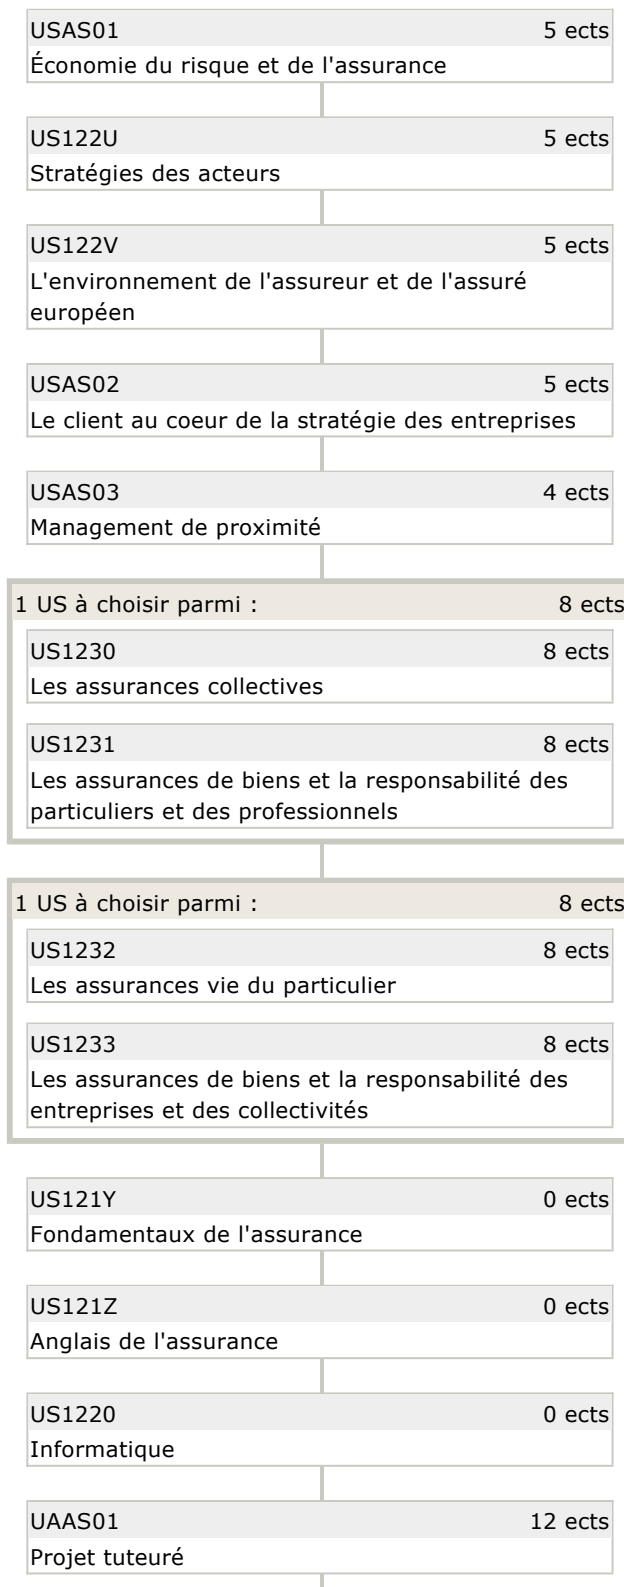 USAS01 5 ects
Économie du risque et de l'assurance
US122U 5 ects
Stratégies des acteurs
US122V 5 ects
L'environnement de l'assureur et de l'assuré
européen
USAS02 5 ects
Le client au coeur de la stratégie des entreprises
USAS03 4 ects
Management de proximité
1 US à choisir parmi : 8 ects
US1230 8 ects
Les assurances collectives
US1231 8 ects
Les assurances de biens et la responsabilité des
particuliers et des professionnels
1 US à choisir parmi : 8 ects
US1232 8 ects
Les assurances vie du particulier
US1233 8 ects
Les assurances de biens et la responsabilité des
entreprises et des collectivités
US121Y 0 ects
Fondamentaux de l'assurance
US121Z 0 ects
Anglais de l'assurance
US1220 0 ects
Informatique
UAAS01 12 ects
Projet tuteuré